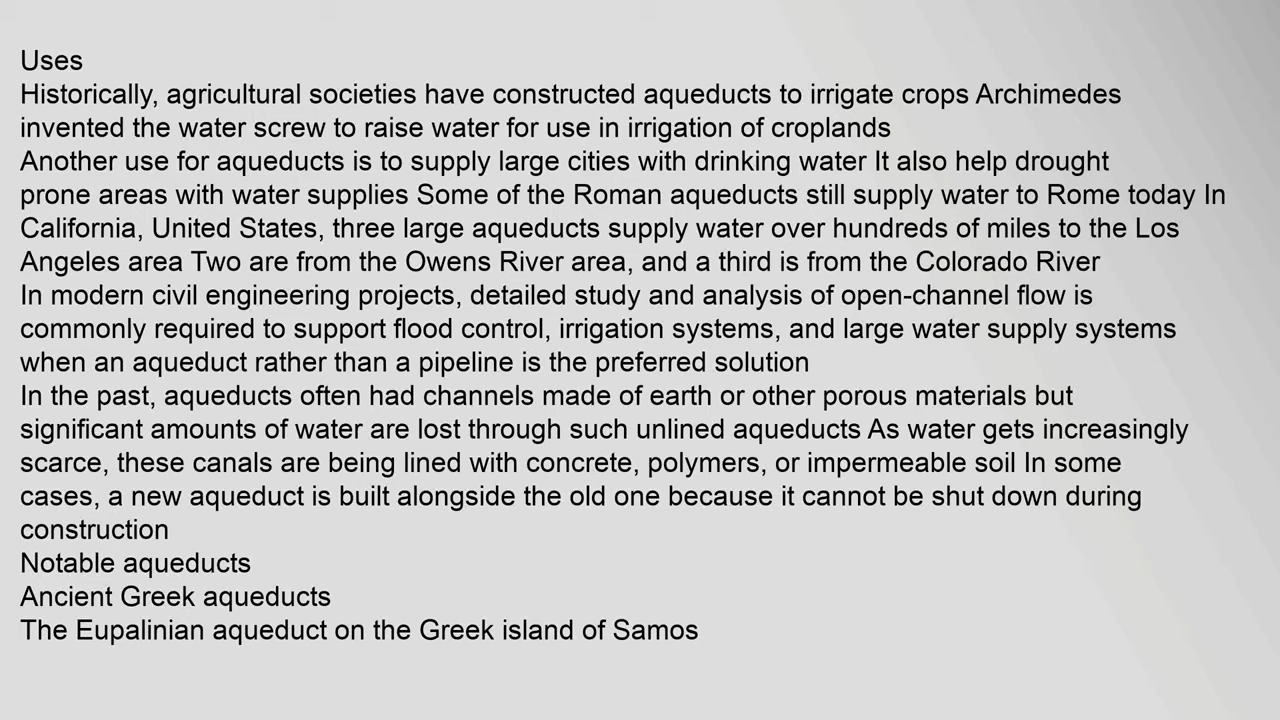 Uses
Historically, agricultural societies have constructed aqueducts to irrigate crops Archimedes
invented the water screw to raise water for use in irrigation of croplands
Another use for aqueducts is to supply large cities with drinking water It also help drought
prone areas with water supplies Some of the Roman aqueducts still supply water to Rome today In
California, United States, three large aqueducts supply water over hundreds of miles to the Los
Angeles area Two are from the Owens River area, and a third is from the Colorado River
In modern civil engineering projects, detailed study and analysis of open-channel flow is
commonly required to support flood control, irrigation systems, and large water supply systems
when an aqueduct rather than a pipeline is the preferred solution
In the past, aqueducts often had channels made of earth or other porous materials but
significant amounts of water are lost through such unlined aqueducts As water gets increasingly
scarce, these canals are being lined with concrete, polymers, or impermeable soil In some
cases, a new aqueduct is built alongside the old one because it cannot be shut down during
construction
Notable aqueducts
Ancient Greek aqueducts
The Eupalinian aqueduct on the Greek island of Samos